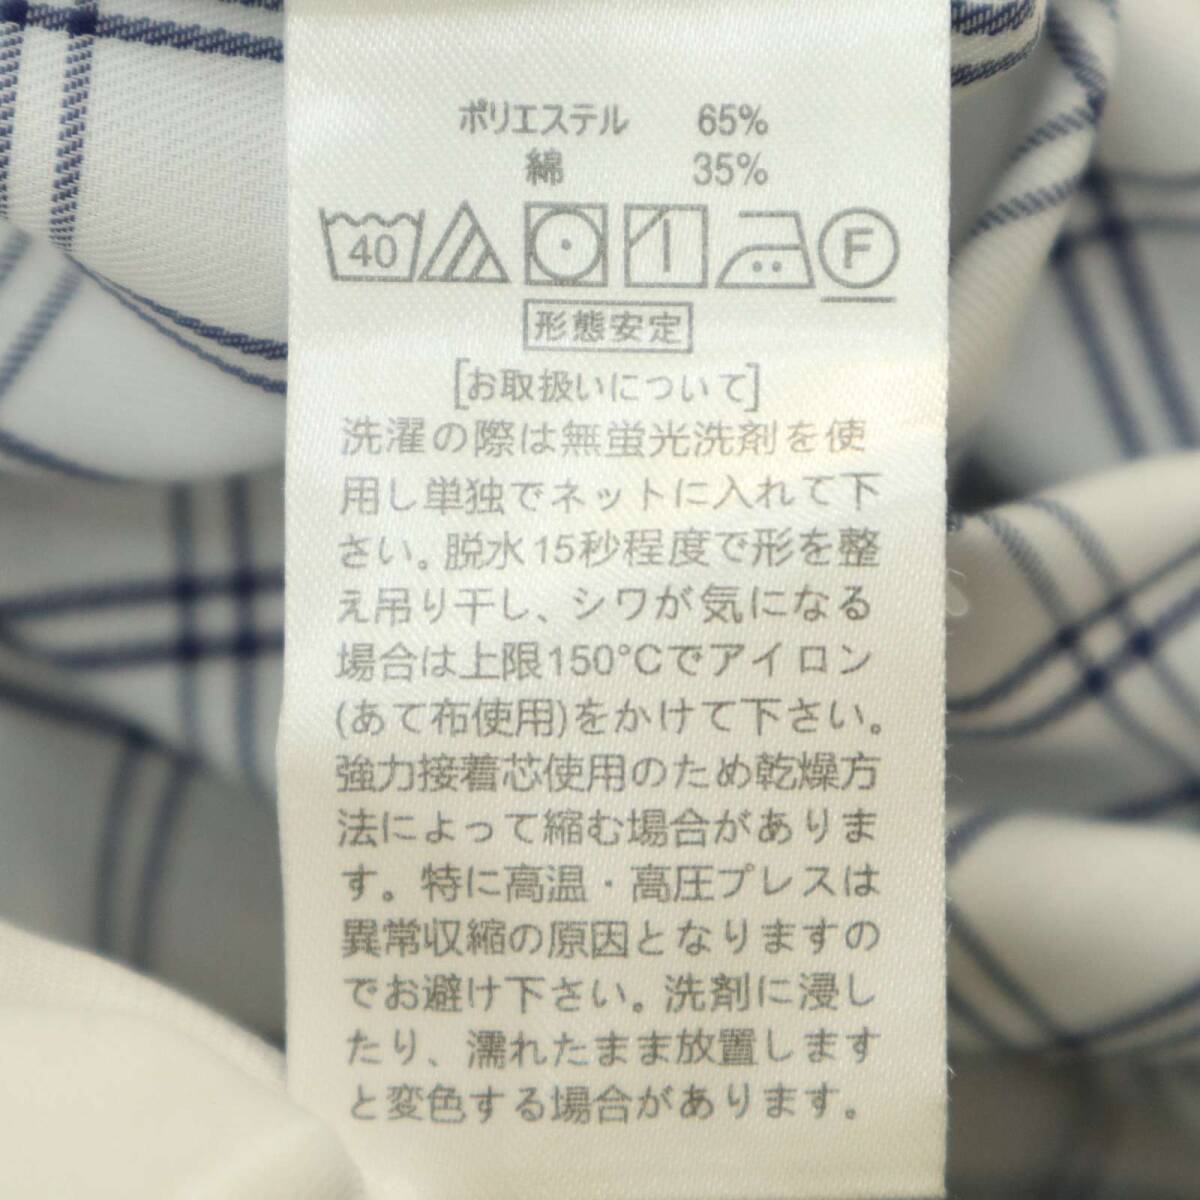 ポリエステル 65%
綿 35%
40 F
形態安定
[お取扱いについて]
洗濯の際は無蛍光洗剤を使
用し単独でネットに入れて下
さい。脱水15秒程度で形を整
え吊り干し、シワが気になる
場合は上限150°Cでアイロン
(あて布使用)をかけて下さい。
強力接着芯使用のため乾燥方
法によって縮む場合がありま
す。特に高温・高圧プレスは
異常収縮の原因となりますの
でお避け下さい。洗剤に浸し
たり、濡れたまま放置します
と変色する場合があります。